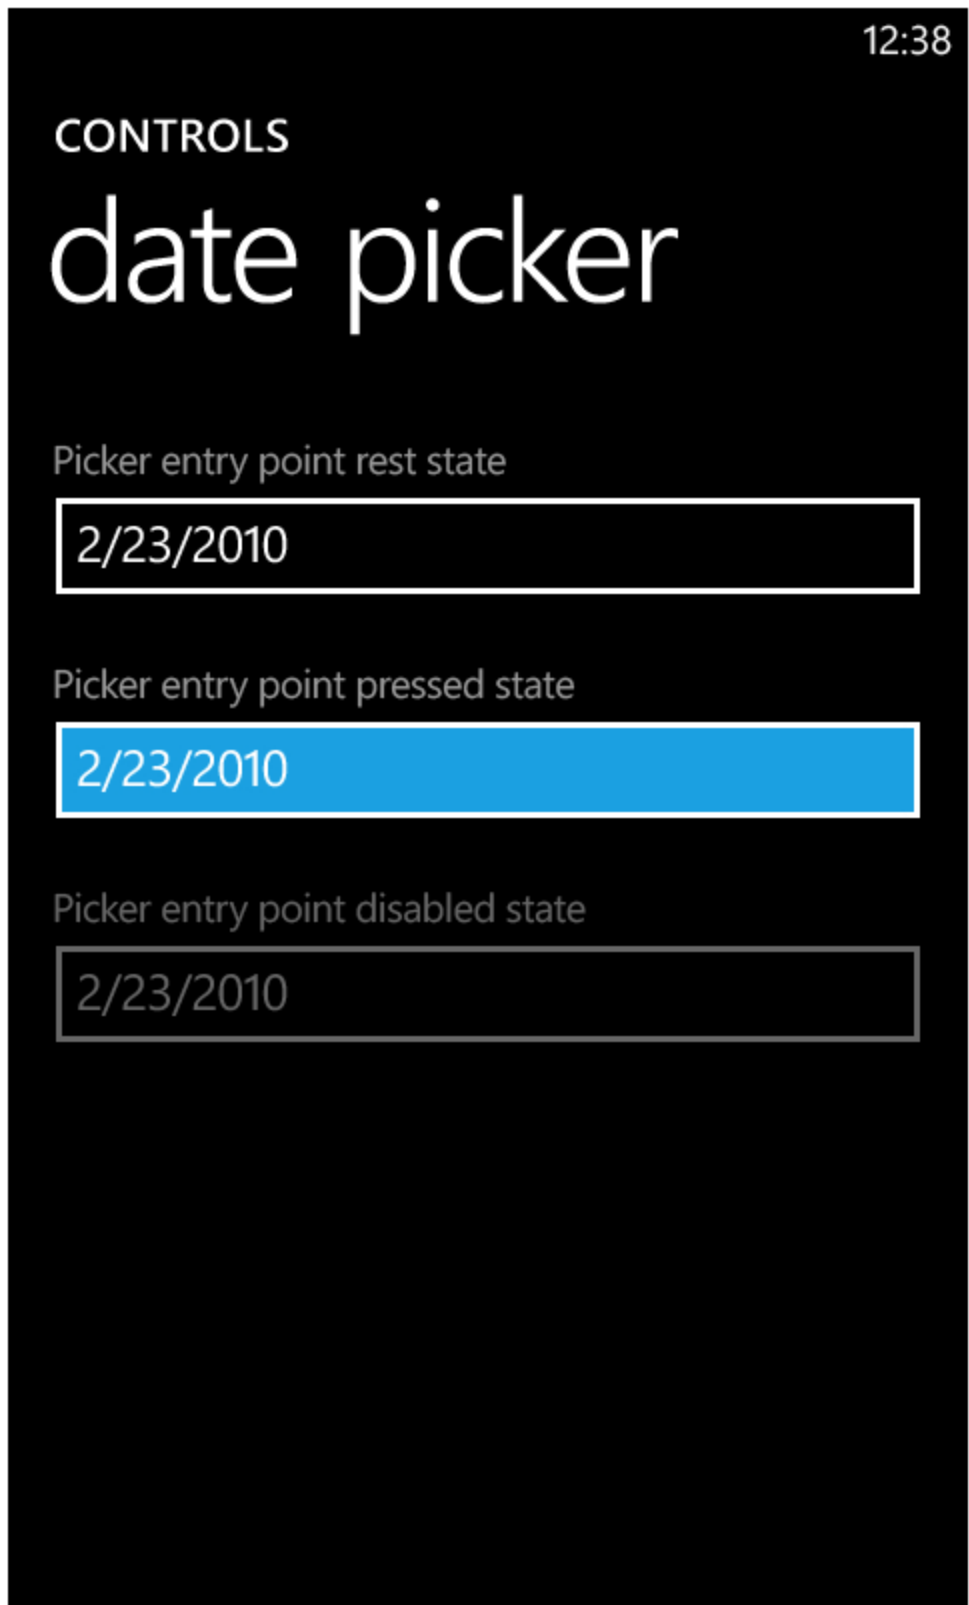 12:38
CONTROLS
date picker
Picker entry point rest state
2/23/2010
Picker entry point pressed state
2/23/2010
Picker entry point disabled state
2/23/2010